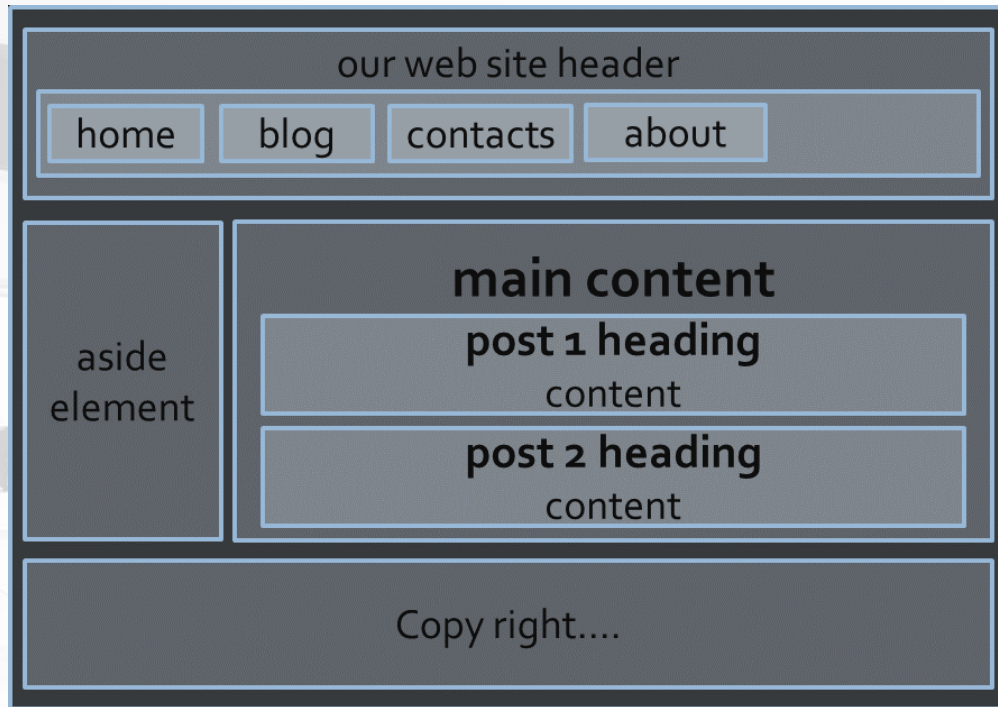 our web site header
home blog contacts about
aside
element
main content
post 1 heading
content
post 2 heading
content
Copy right....